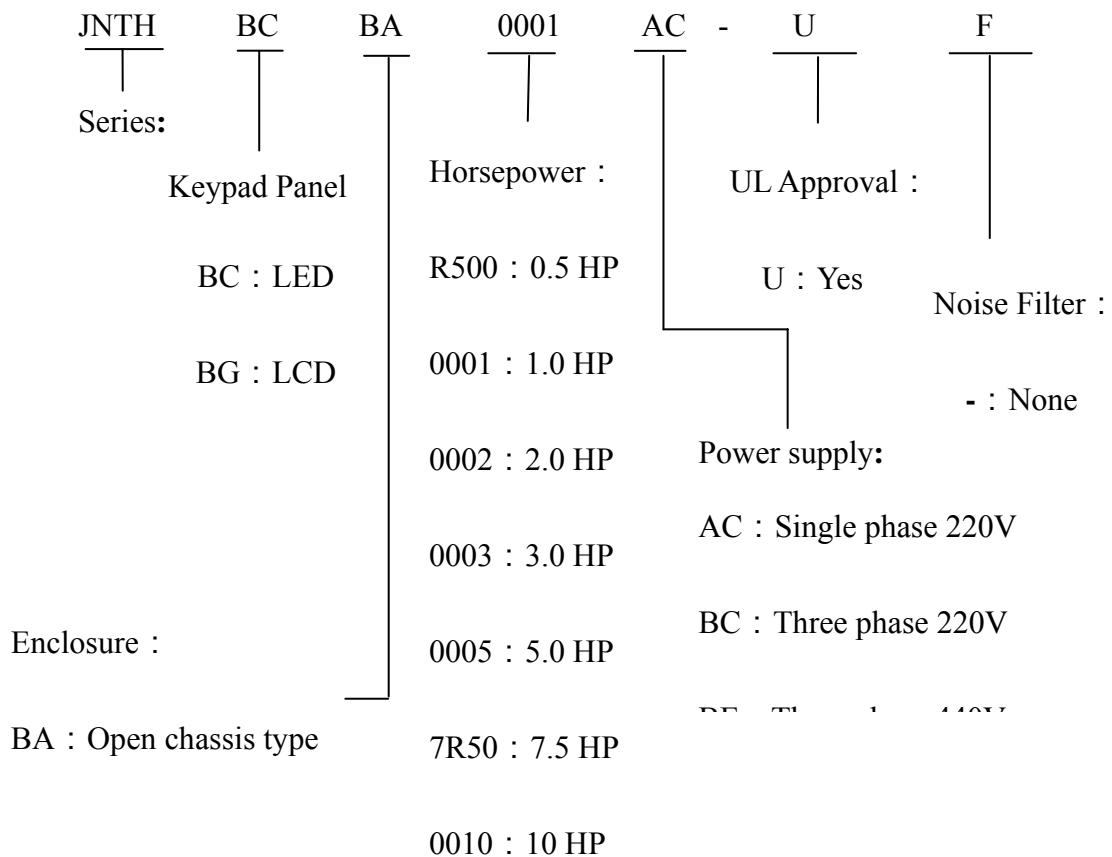 JNTH BC BA 0001 AC - U F
Series:
Keypad Panel
BC：LED
BG：LCD
Enclosure：
BA：Open chassis type
Horsepower：
R500：0.5 HP
0001：1.0 HP
0002：2.0 HP
0003：3.0 HP
0005：5.0 HP
7R50：7.5 HP
0010：10 HP
Power supply:
AC：Single phase 220V
BC：Three phase 220V
UL Approval：
U：Yes
Noise Filter：
-：None